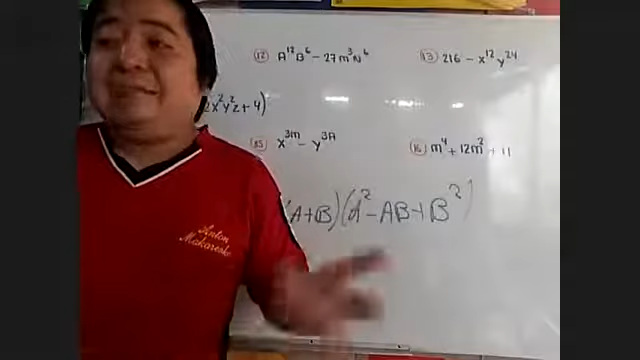 (12) A¹²B⁶ - 27m³N⁶
(13) 216 - x¹²y²⁴
2x²y²z + 4)
x³ᵐ - y³ᴬ
(16) m⁴ + 12m² + 11
(A+B)(A² - AB + B²)
Anton
Makarenko